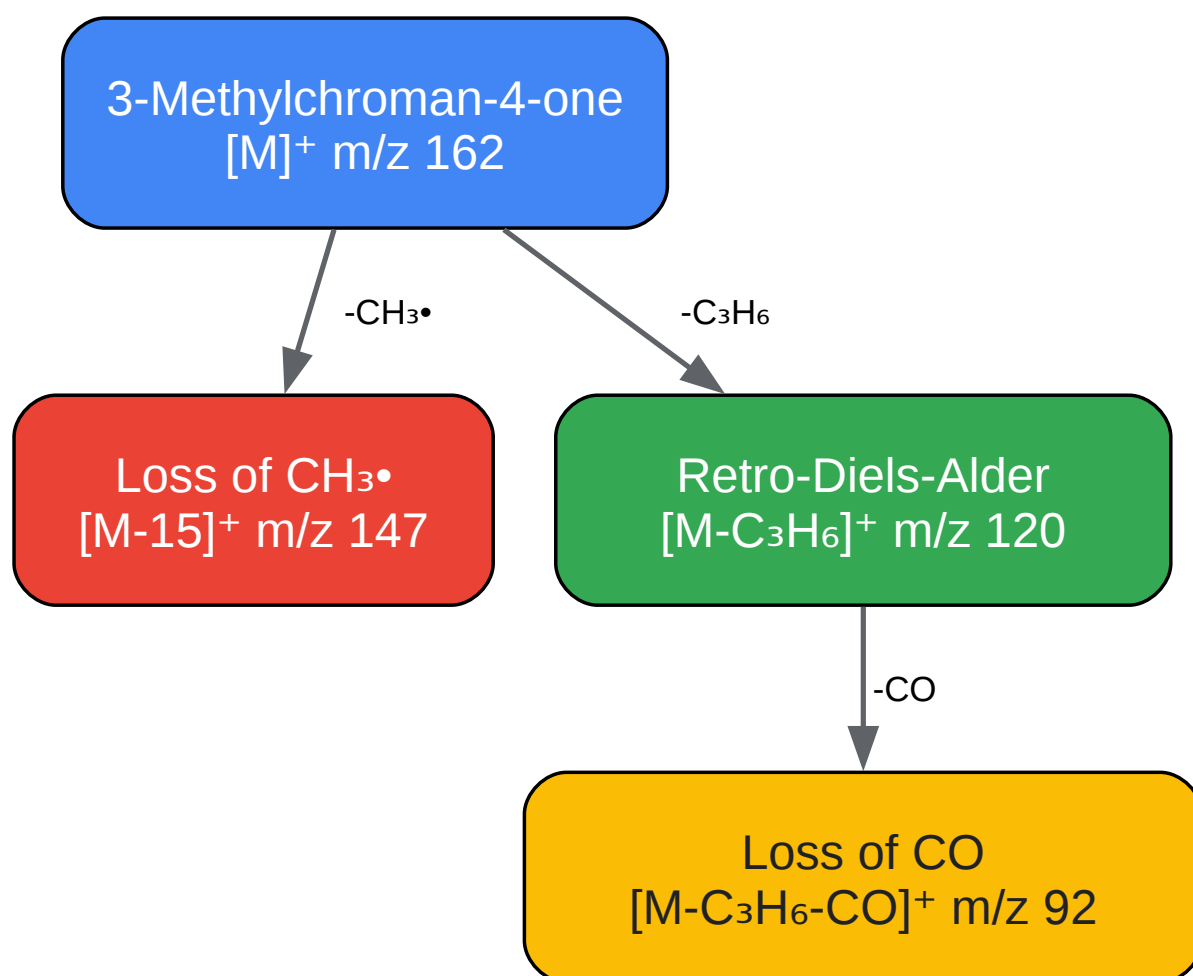 3-Methylchroman-4-one
[M]⁺ m/z 162
-CH₃•
-C₃H₆
Loss of CH₃•
[M-15]⁺ m/z 147
Retro-Diels-Alder
[M-C₃H₆]⁺ m/z 120
-CO
Loss of CO
[M-C₃H₆-CO]⁺ m/z 92